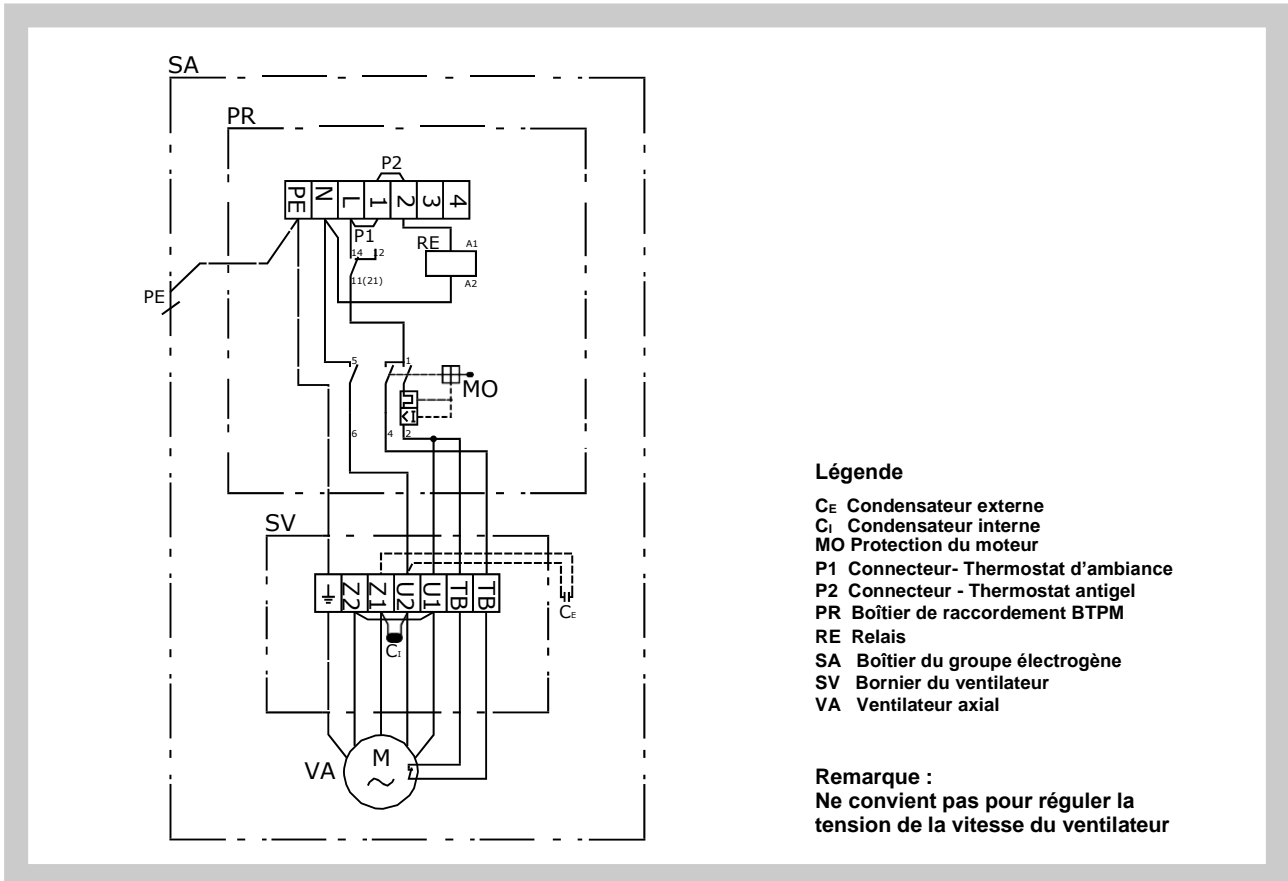 SA
PR
P2
PE N L 1 2 3 4
P1
RE A1
14 12
11(21) A2
PE
5 1
MO
I>
6 4 2
SV
Z2 Z1 U2 U1 TB TB
CE
CI
M
VA
Légende
CE Condensateur externe
CI Condensateur interne
MO Protection du moteur
P1 Connecteur- Thermostat d’ambiance
P2 Connecteur - Thermostat antigel
PR Boîtier de raccordement BTPM
RE Relais
SA Boîtier du groupe électrogène
SV Bornier du ventilateur
VA Ventilateur axial
Remarque :
Ne convient pas pour réguler la
tension de la vitesse du ventilateur